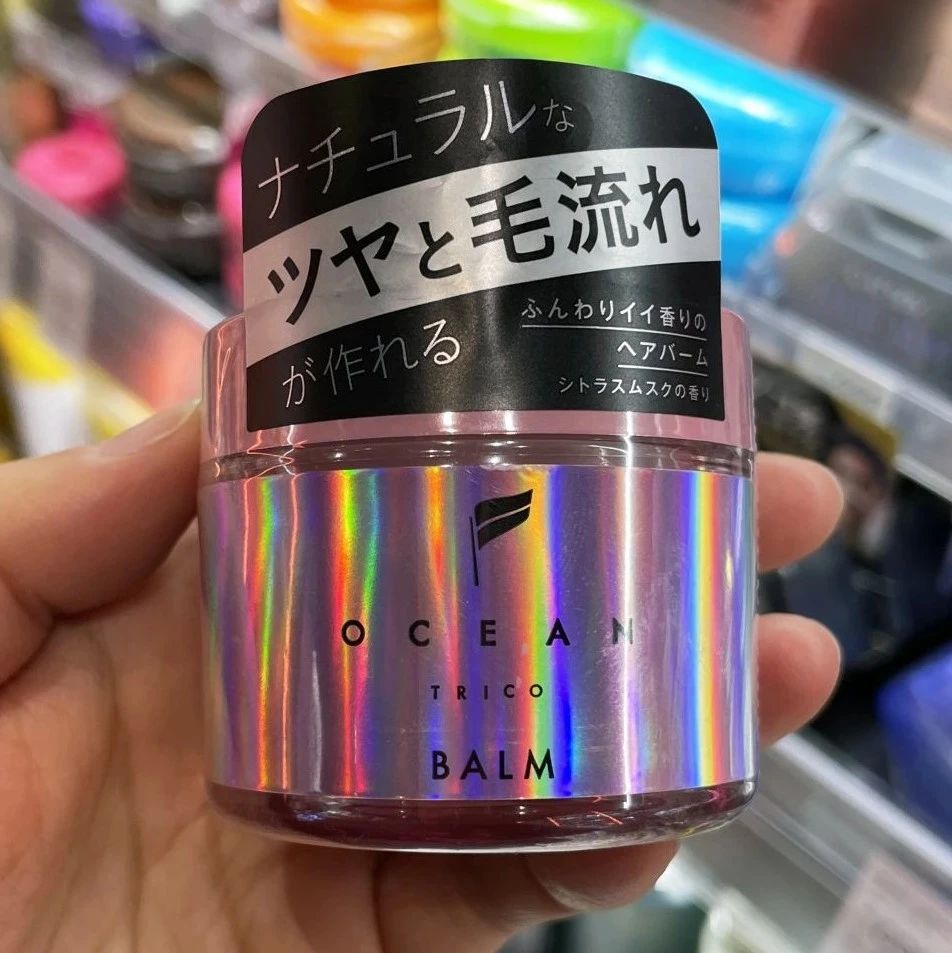 ナチュラルな
ツヤと毛流れ
が作れる
ふんわりイイ香りの
ヘアバーム
シトラスムスクの香り
OCEAN
TRICO
BALM